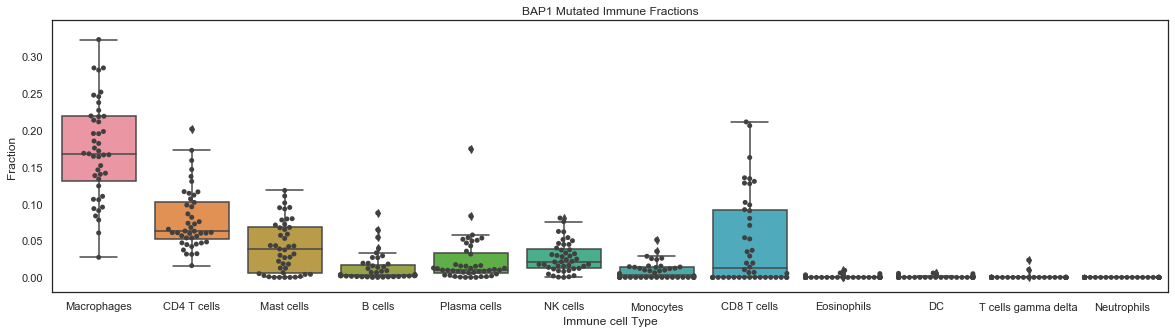 BAP1 Mutated Immune Fractions
0.30
0.25
0.20
0.15
0.10
0.05
0.00
Fraction
Macrophages CD4 T cells Mast cells B cells Plasma cells NK cells Monocytes CD8 T cells Eosinophils DC T cells gamma delta Neutrophils
Immune cell Type